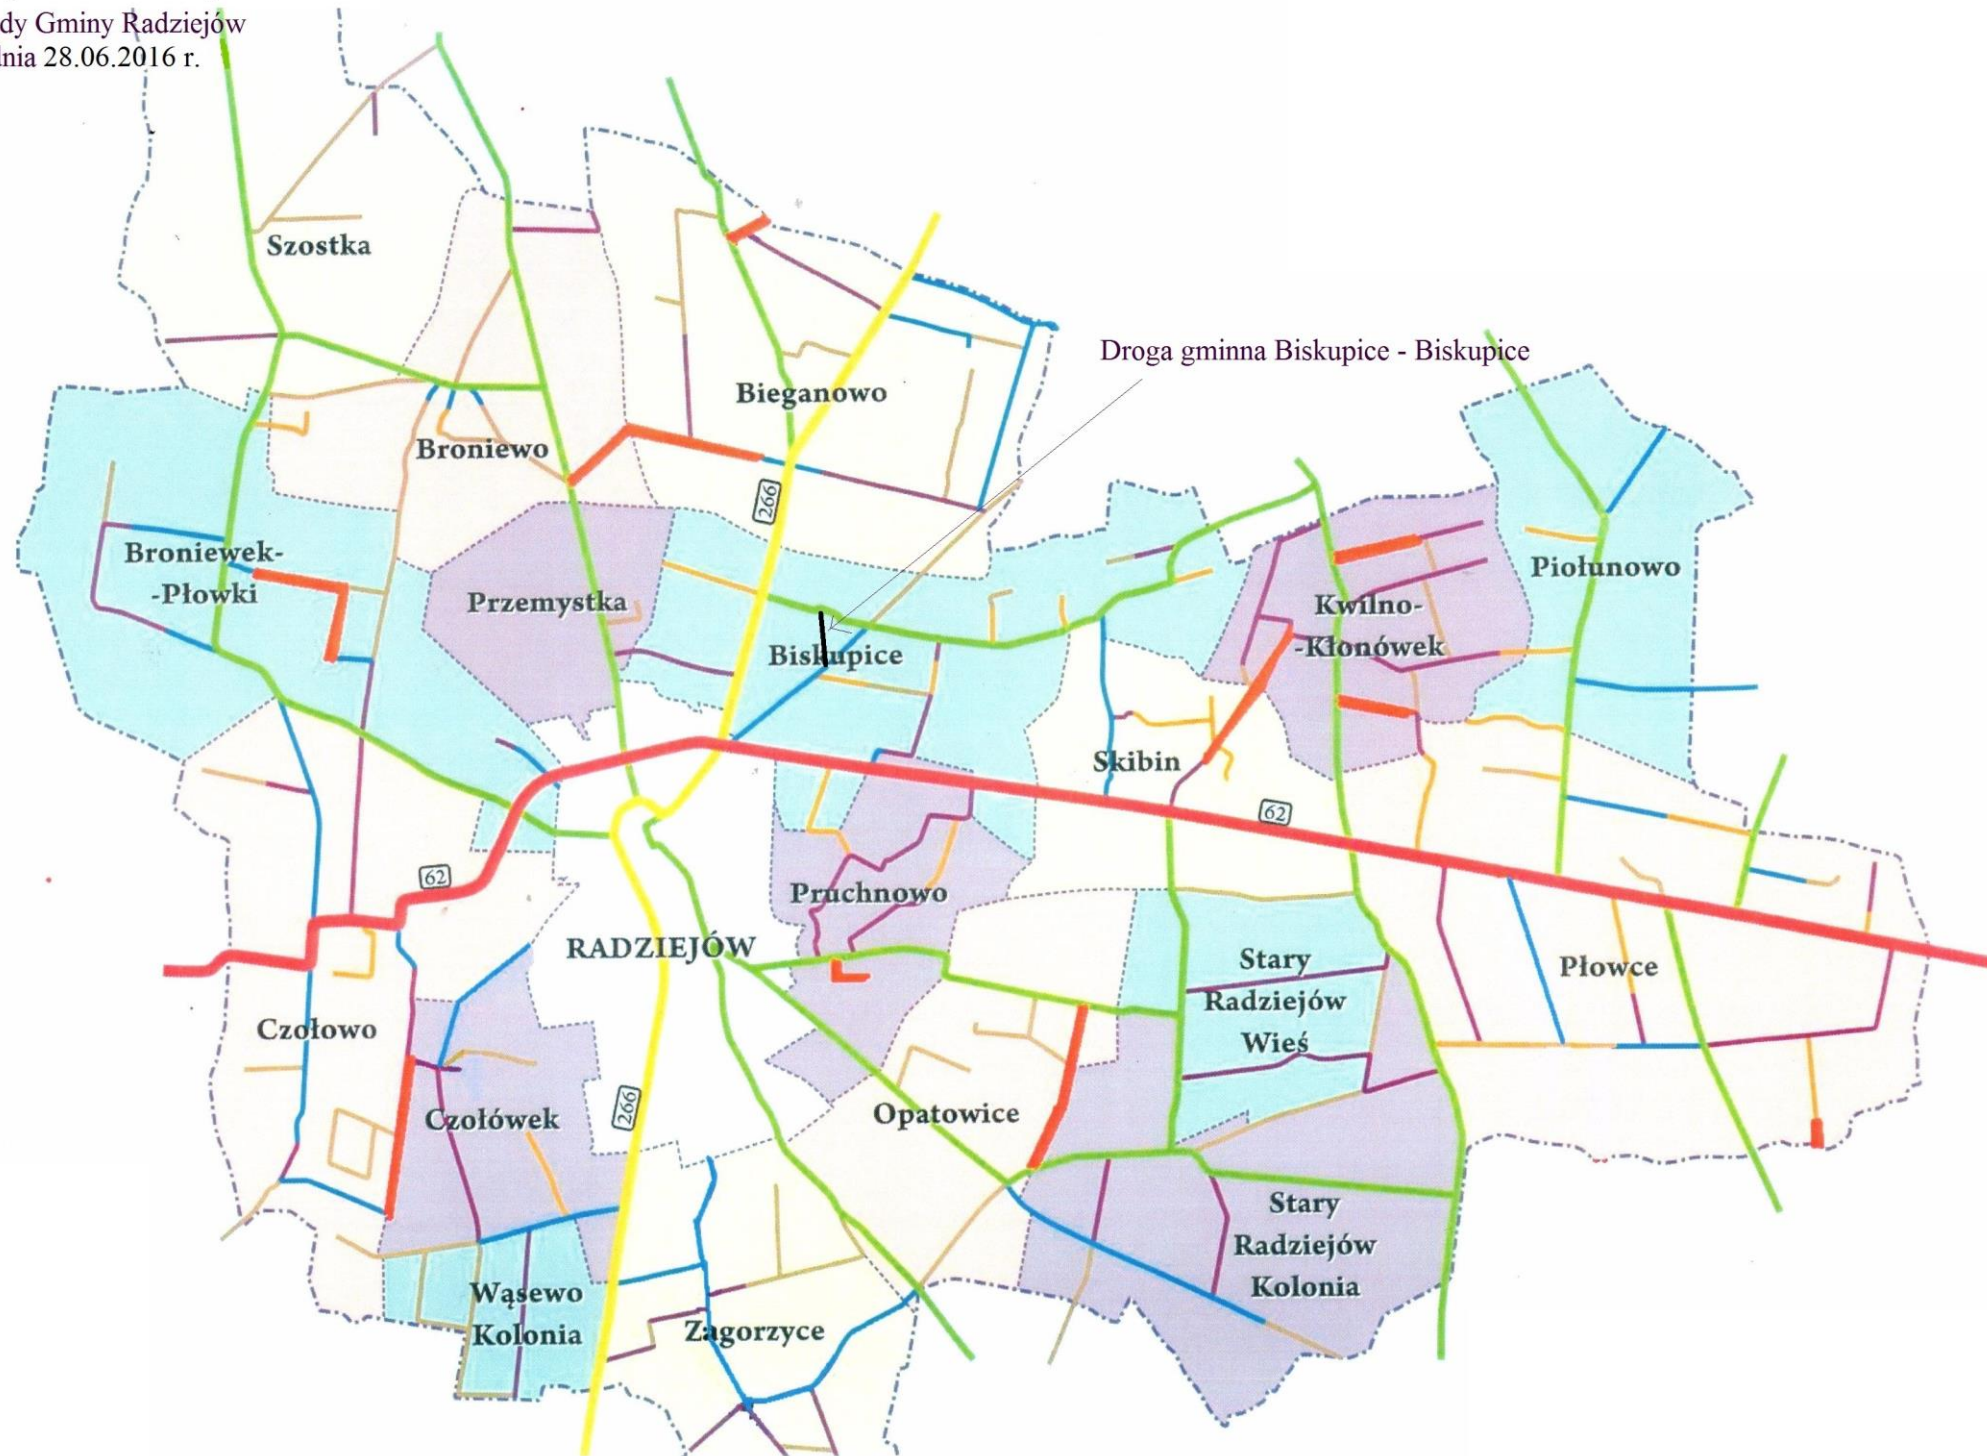 dy Gminy Radziejów
nia 28.06.2016 r.
Szostka
Droga gminna Biskupice - Biskupice
Bieganowo
Broniewo
266
Broniewek-
-Płowki
Piołunowo
Przemystka
Kwilno-
-Kłonówek
Biskupice
Skibin
62
62
Pruchnowo
RADZIEJÓW
Stary
Radziejów
Wieś
Płowce
Czołowo
266
Czołówek
Opatowice
Stary
Radziejów
Kolonia
Wąsewo
Kolonia
Zagorzyce